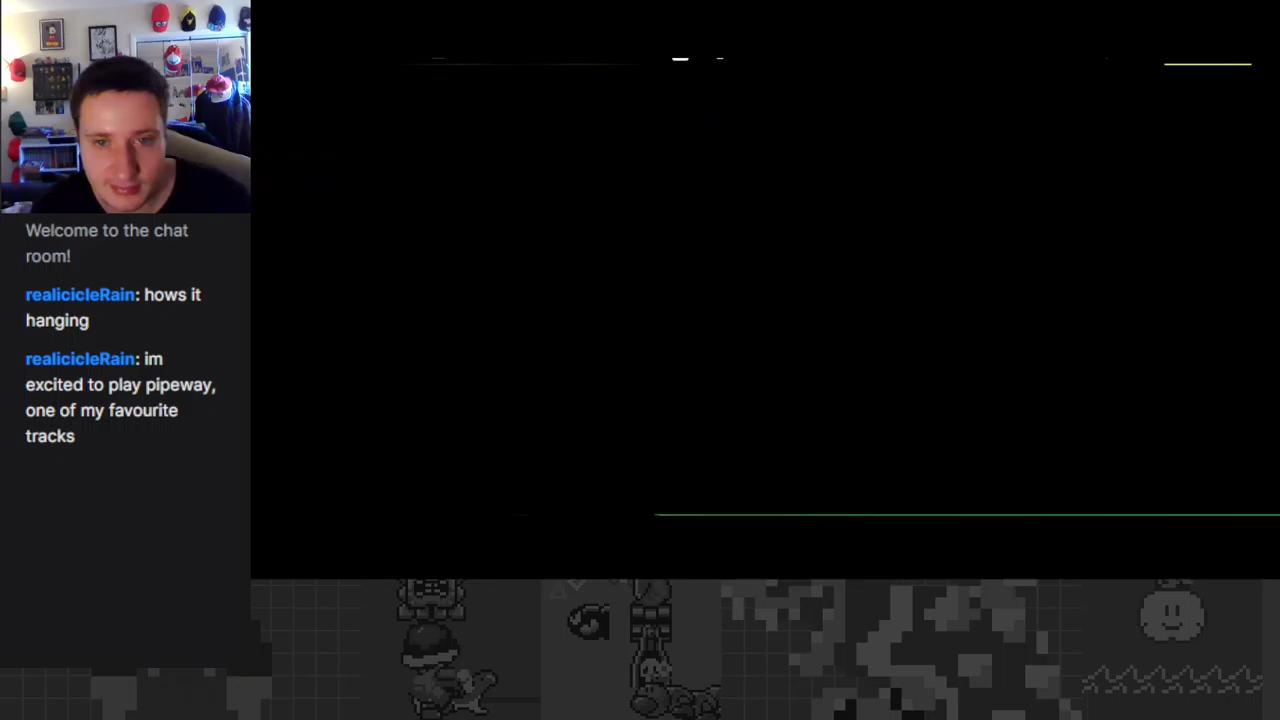 Welcome to the chat
room!
realicicleRain: hows it
hanging
realicicleRain: im
excited to play pipeway,
one of my favourite
tracks